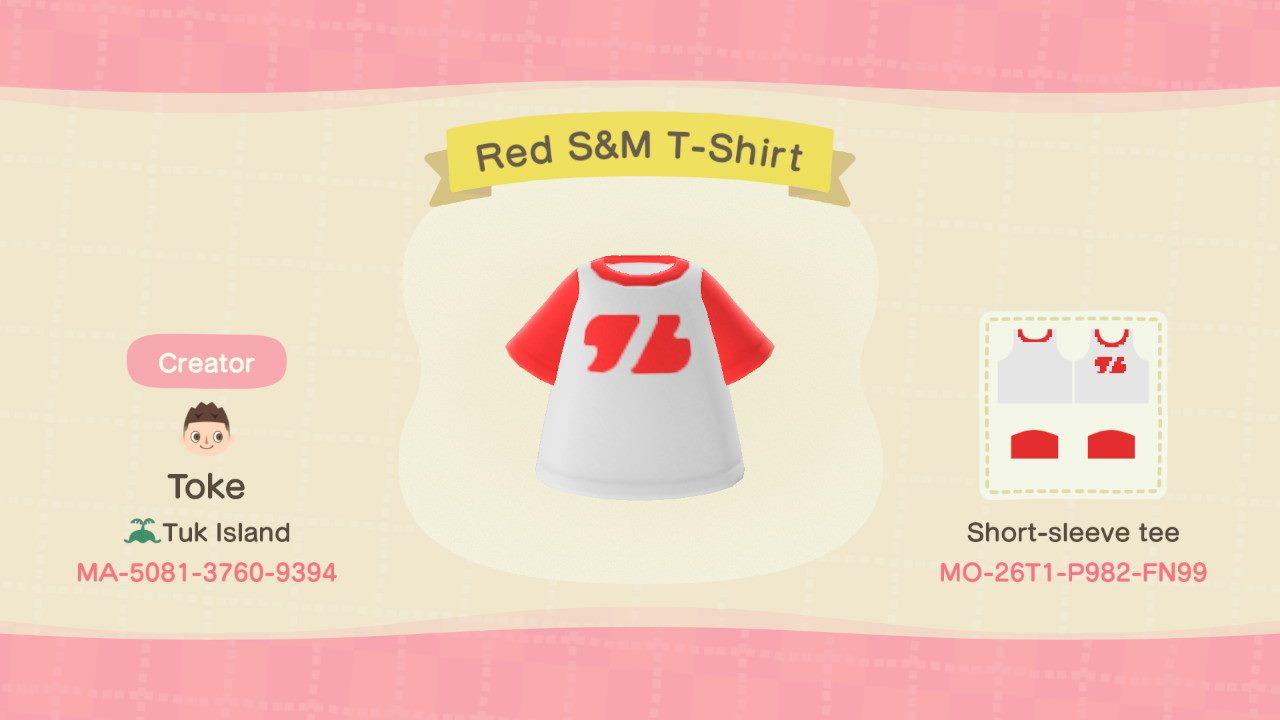 Red S&M T-Shirt
Creator
Toke
Tuk Island
MA-5081-3760-9394
Short-sleeve tee
MO-26T1-P982-FN99